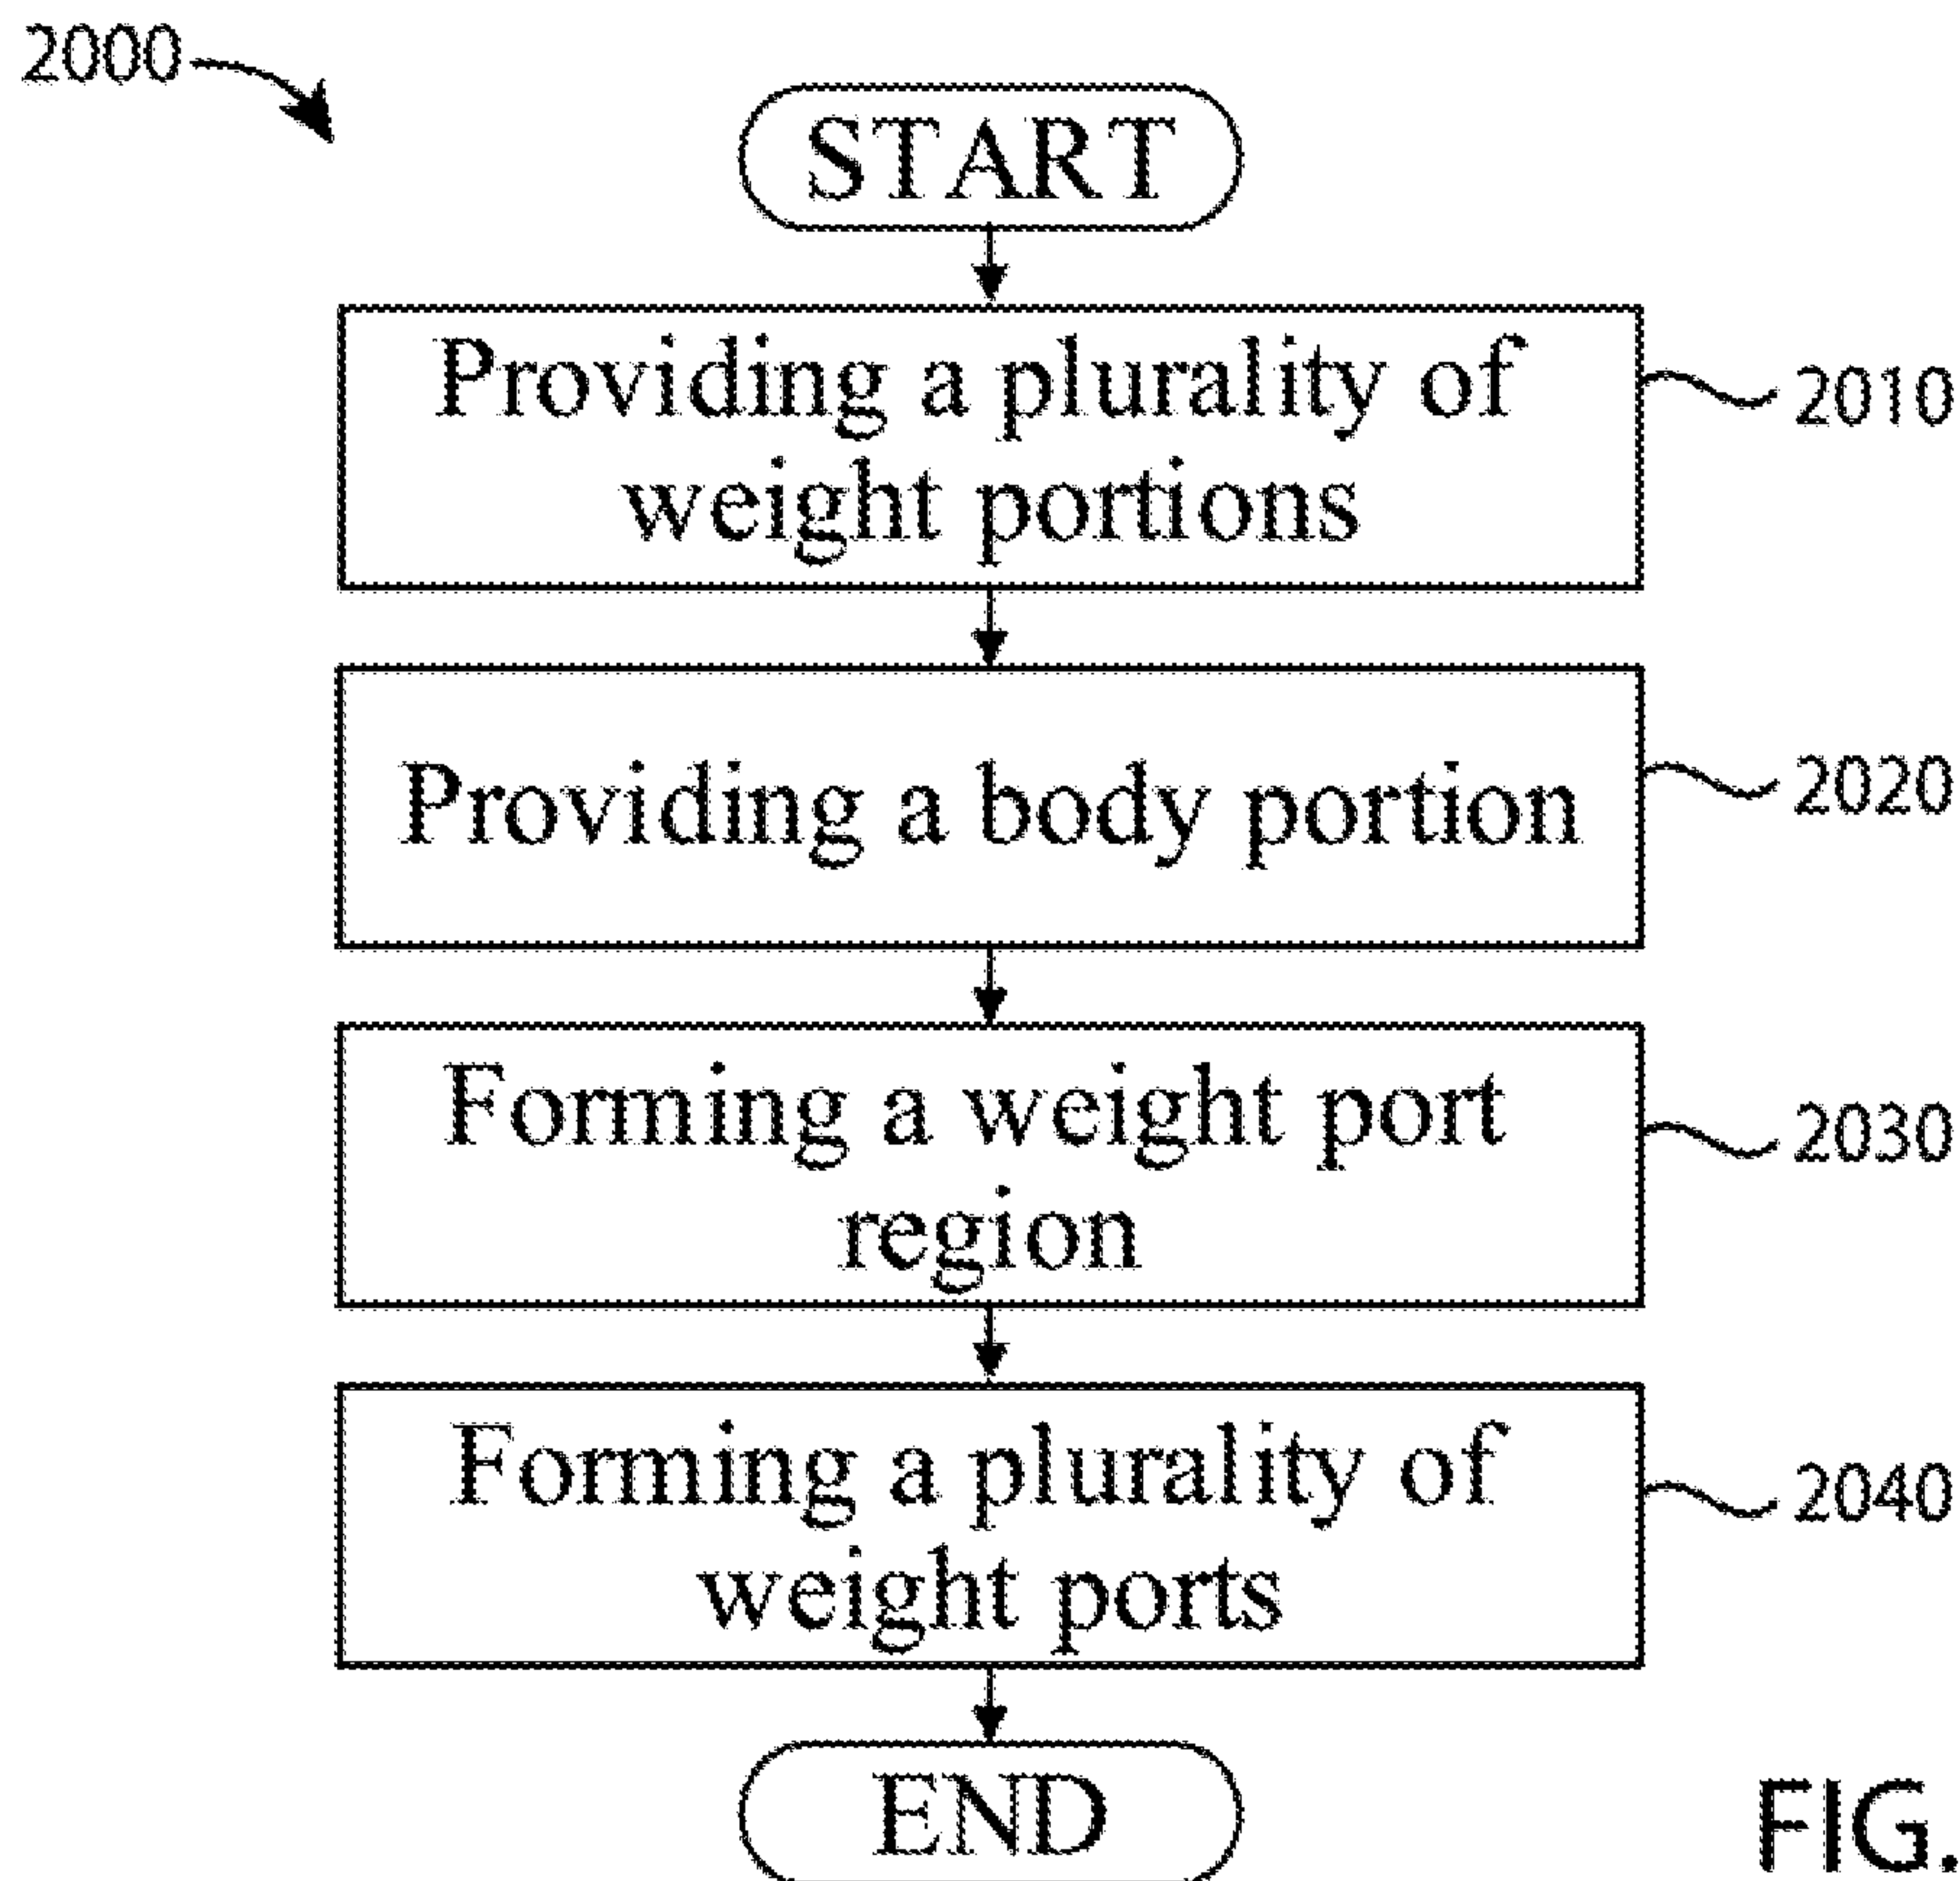 2000
START
Providing a plurality of
weight portions
2010
Providing a body portion
2020
Forming a weight port
region
2030
Forming a plurality of
weight ports
2040
END
FIG.